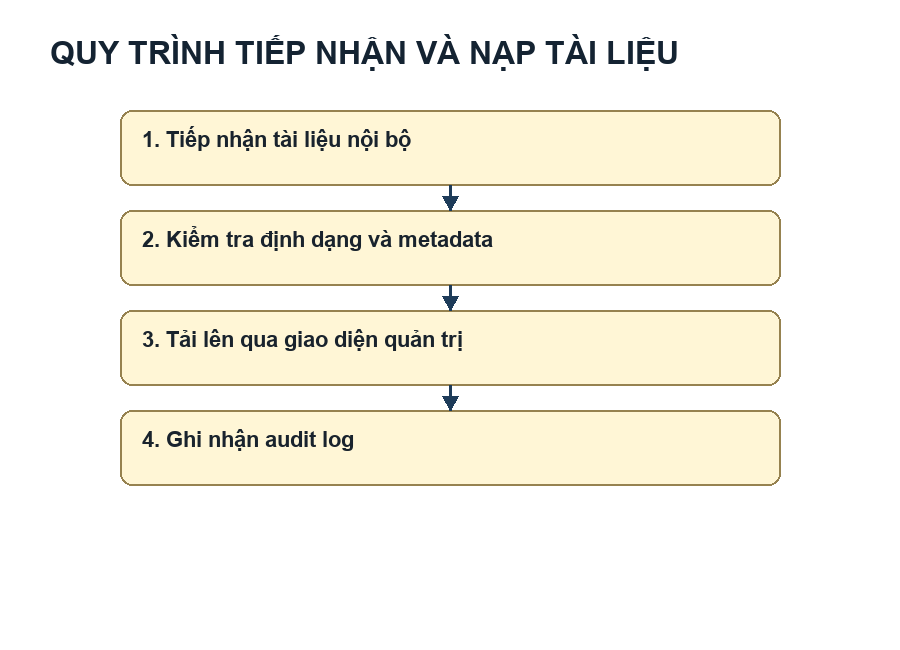 QUY TRÌNH TIẾP NHẬN VÀ NẠP TÀI LIỆU
1. Tiếp nhận tài liệu nội bộ
2. Kiểm tra định dạng và metadata
3. Tải lên qua giao diện quản trị
4. Ghi nhận audit log